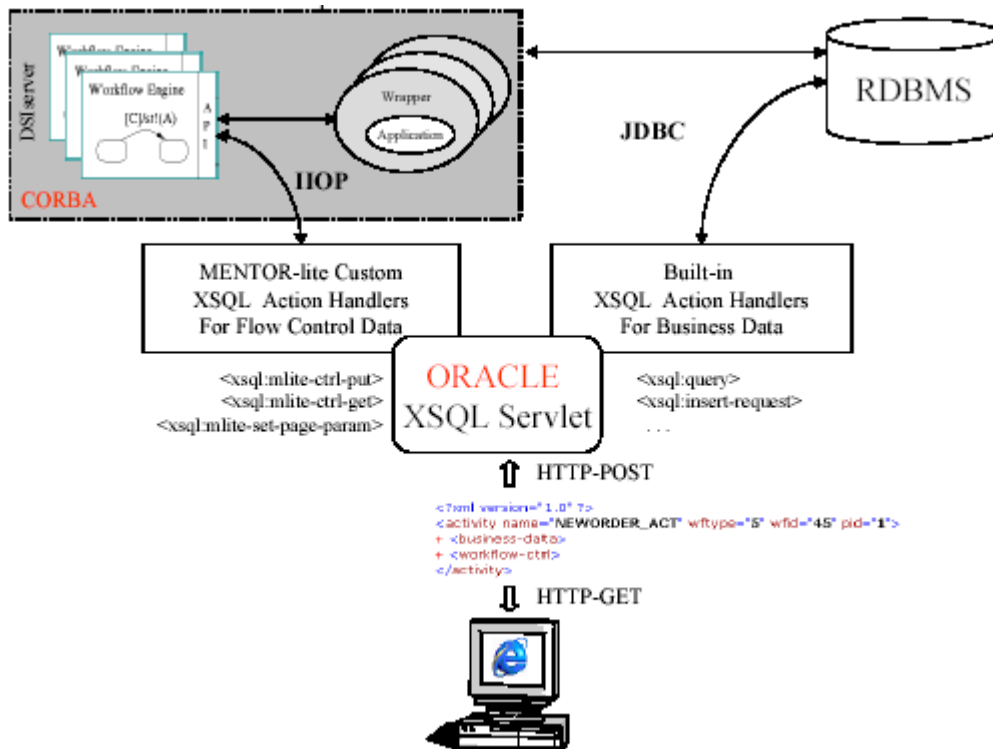 Workflow Engine
Workflow Engine
Workflow Engine
[C]/st!(A)
API
DSIserver
Wrapper
Application
CORBA
IIOP
RDBMS
JDBC
MENTOR-lite Custom
XSQL Action Handlers
For Flow Control Data
Built-in
XSQL Action Handlers
For Business Data
<xsql:mlite-ctrl-put>
<xsql:mlite-ctrl-get>
<xsql:mlite-set-page-param>
ORACLE
XSQL Servlet
<xsql:query>
<xsql:insert-request>
. . .
HTTP-POST
<?xml version="1.0" ?>
<activity name="NEWORDER_ACT" wftype="5" wfid="45" pid="1">
+ <business-data>
+ <workflow-ctrl>
</activity>
HTTP-GET